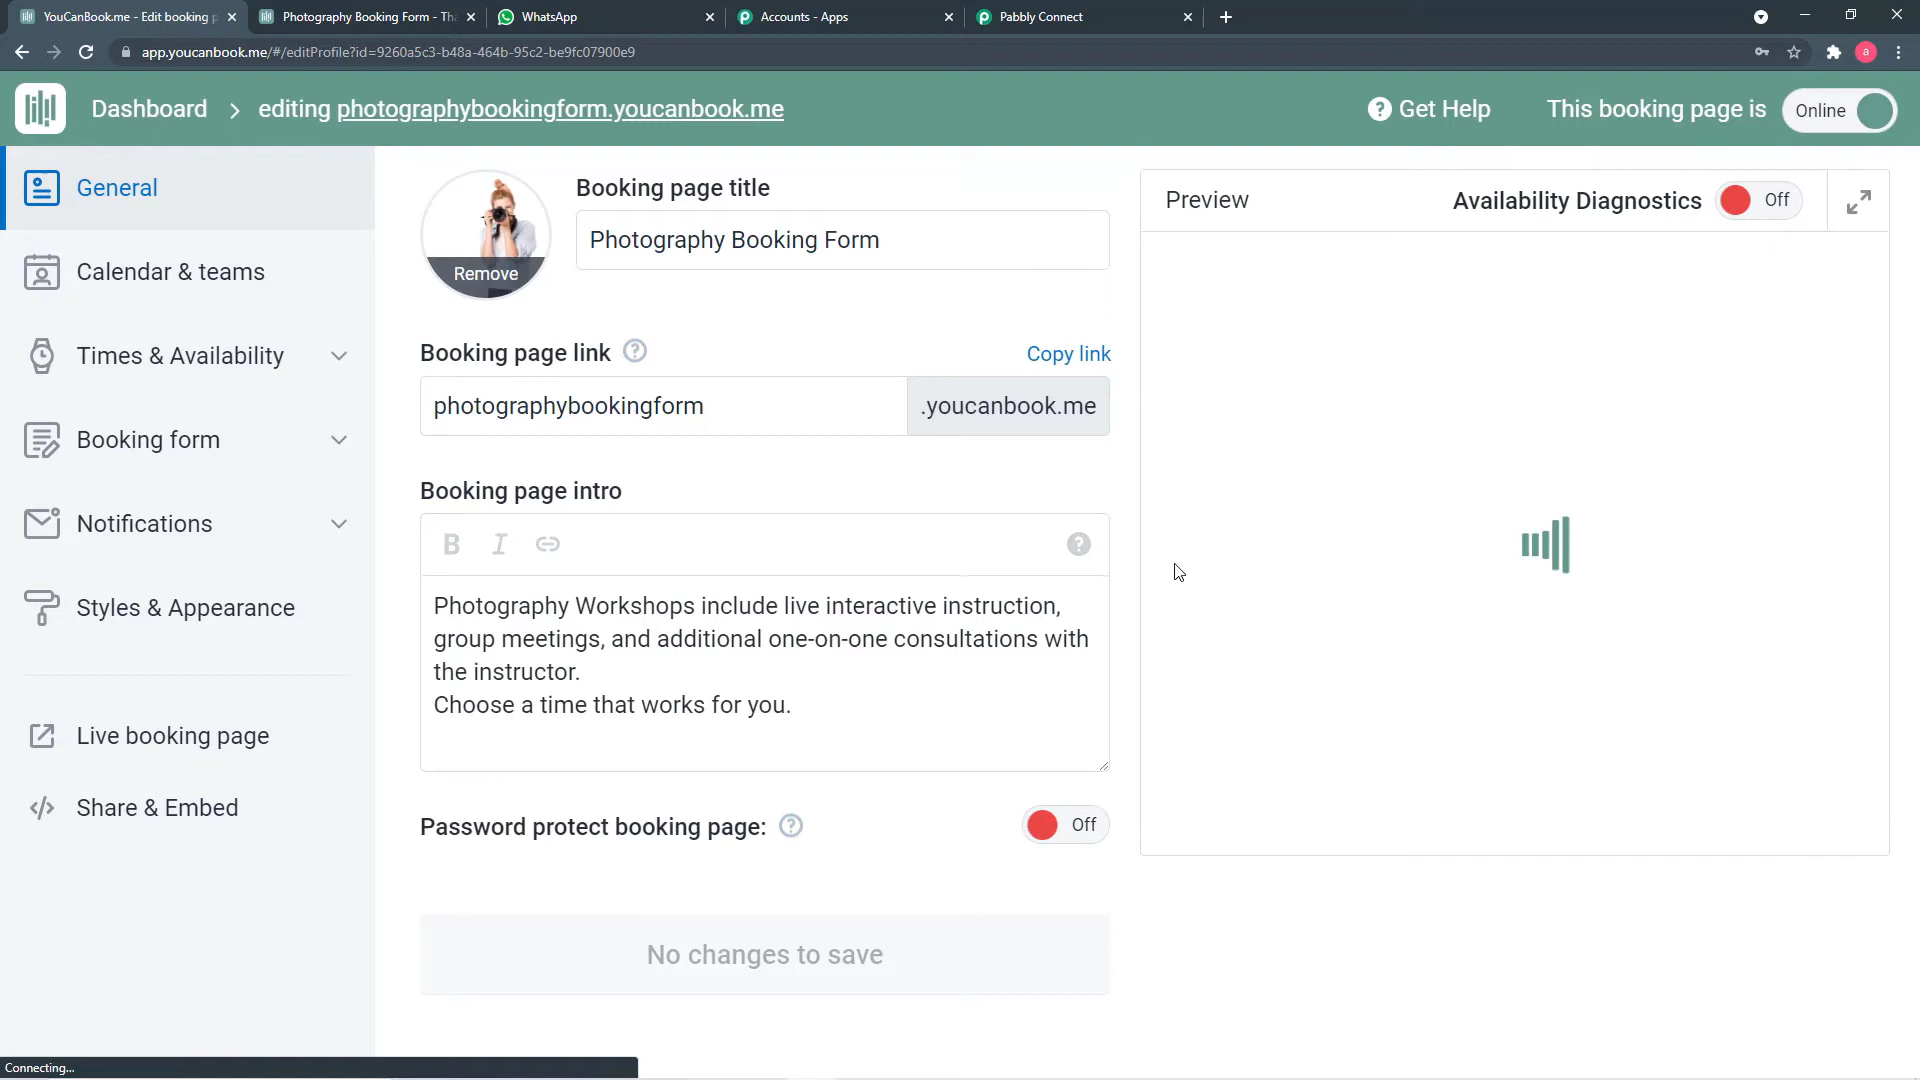 YouCanBook.me - Edit booking p
Photography Booking Form - Tha
WhatsApp
Accounts - Apps
Pabbly Connect
app.youcanbook.me/#/editProfile?id=9260a5c3-b48a-464b-95c2-be9fc07900e9
a
Dashboard > editing photographybookingform.youcanbook.me
? Get Help
This booking page is
Online
General
Calendar & teams
Times & Availability
Booking form
Notifications
Styles & Appearance
Live booking page
Share & Embed
Remove
Booking page title
Photography Booking Form
Booking page link ?
Copy link
photographybookingform
.youcanbook.me
Booking page intro
B I
?
Photography Workshops include live interactive instruction,
group meetings, and additional one-on-one consultations with
the instructor.
Choose a time that works for you.
Password protect booking page: ?
Off
No changes to save
Preview
Availability Diagnostics
Off
Connecting...